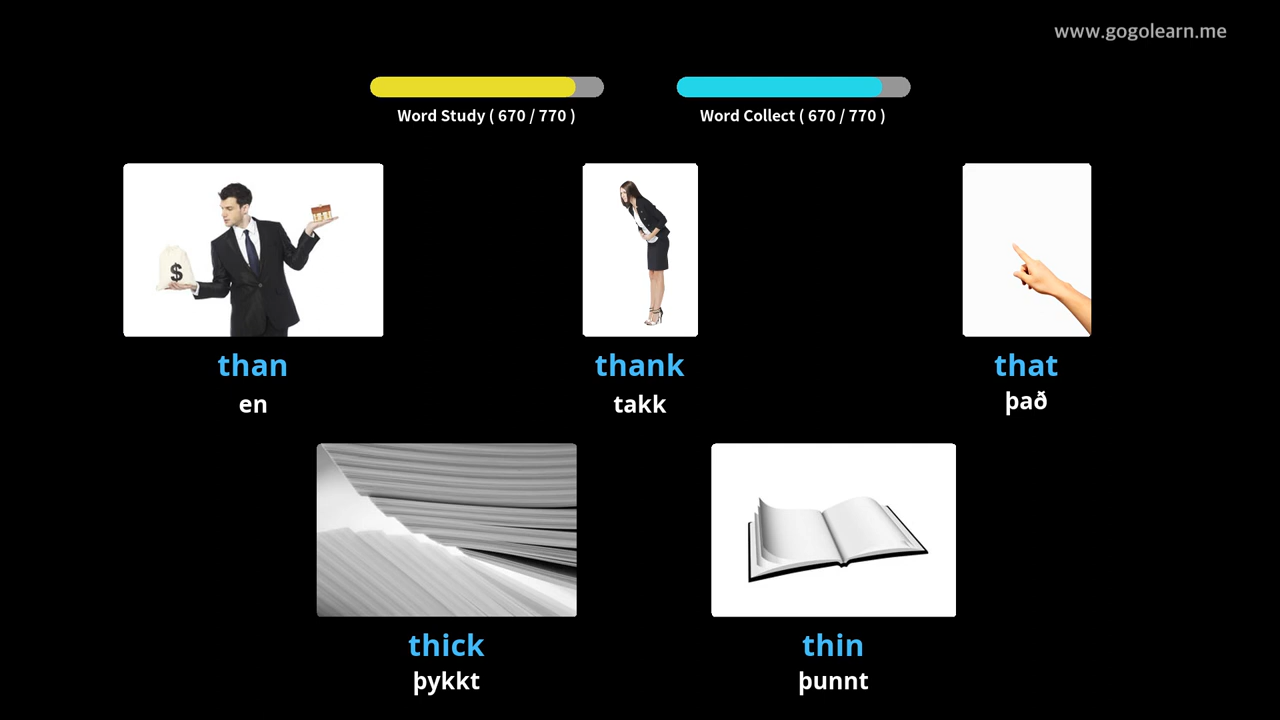 www.gogolearn.me
Word Study ( 670 / 770 )
Word Collect ( 670 / 770 )
$
than
en
thank
takk
that
það
thick
þykkt
thin
þunnt